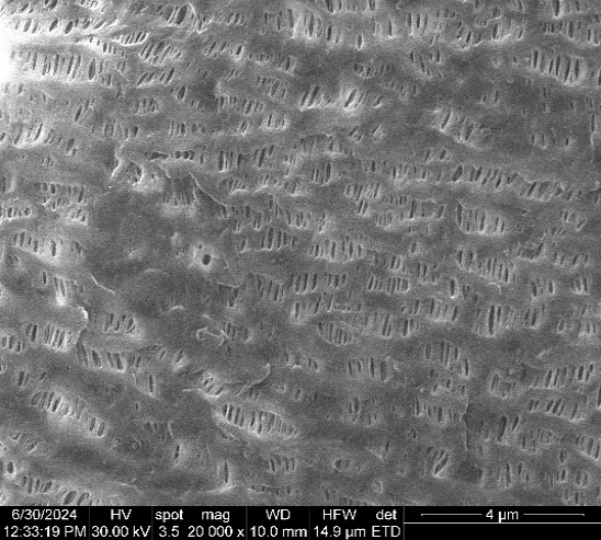 6/30/2024 HV spot mag WD HFW det 4 µm
12:33:19 PM 30.00 kV 3.5 20 000 x 10.0 mm 14.9 µm ETD